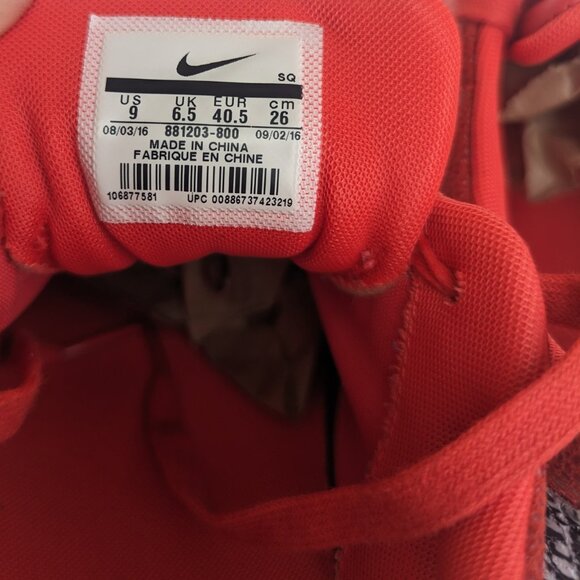 SQ
US UK EUR cm
9 6.5 40.5 26
08/03/16 881203-800 09/02/16
MADE IN CHINA
FABRIQUE EN CHINE
106877581 UPC 00886737423219